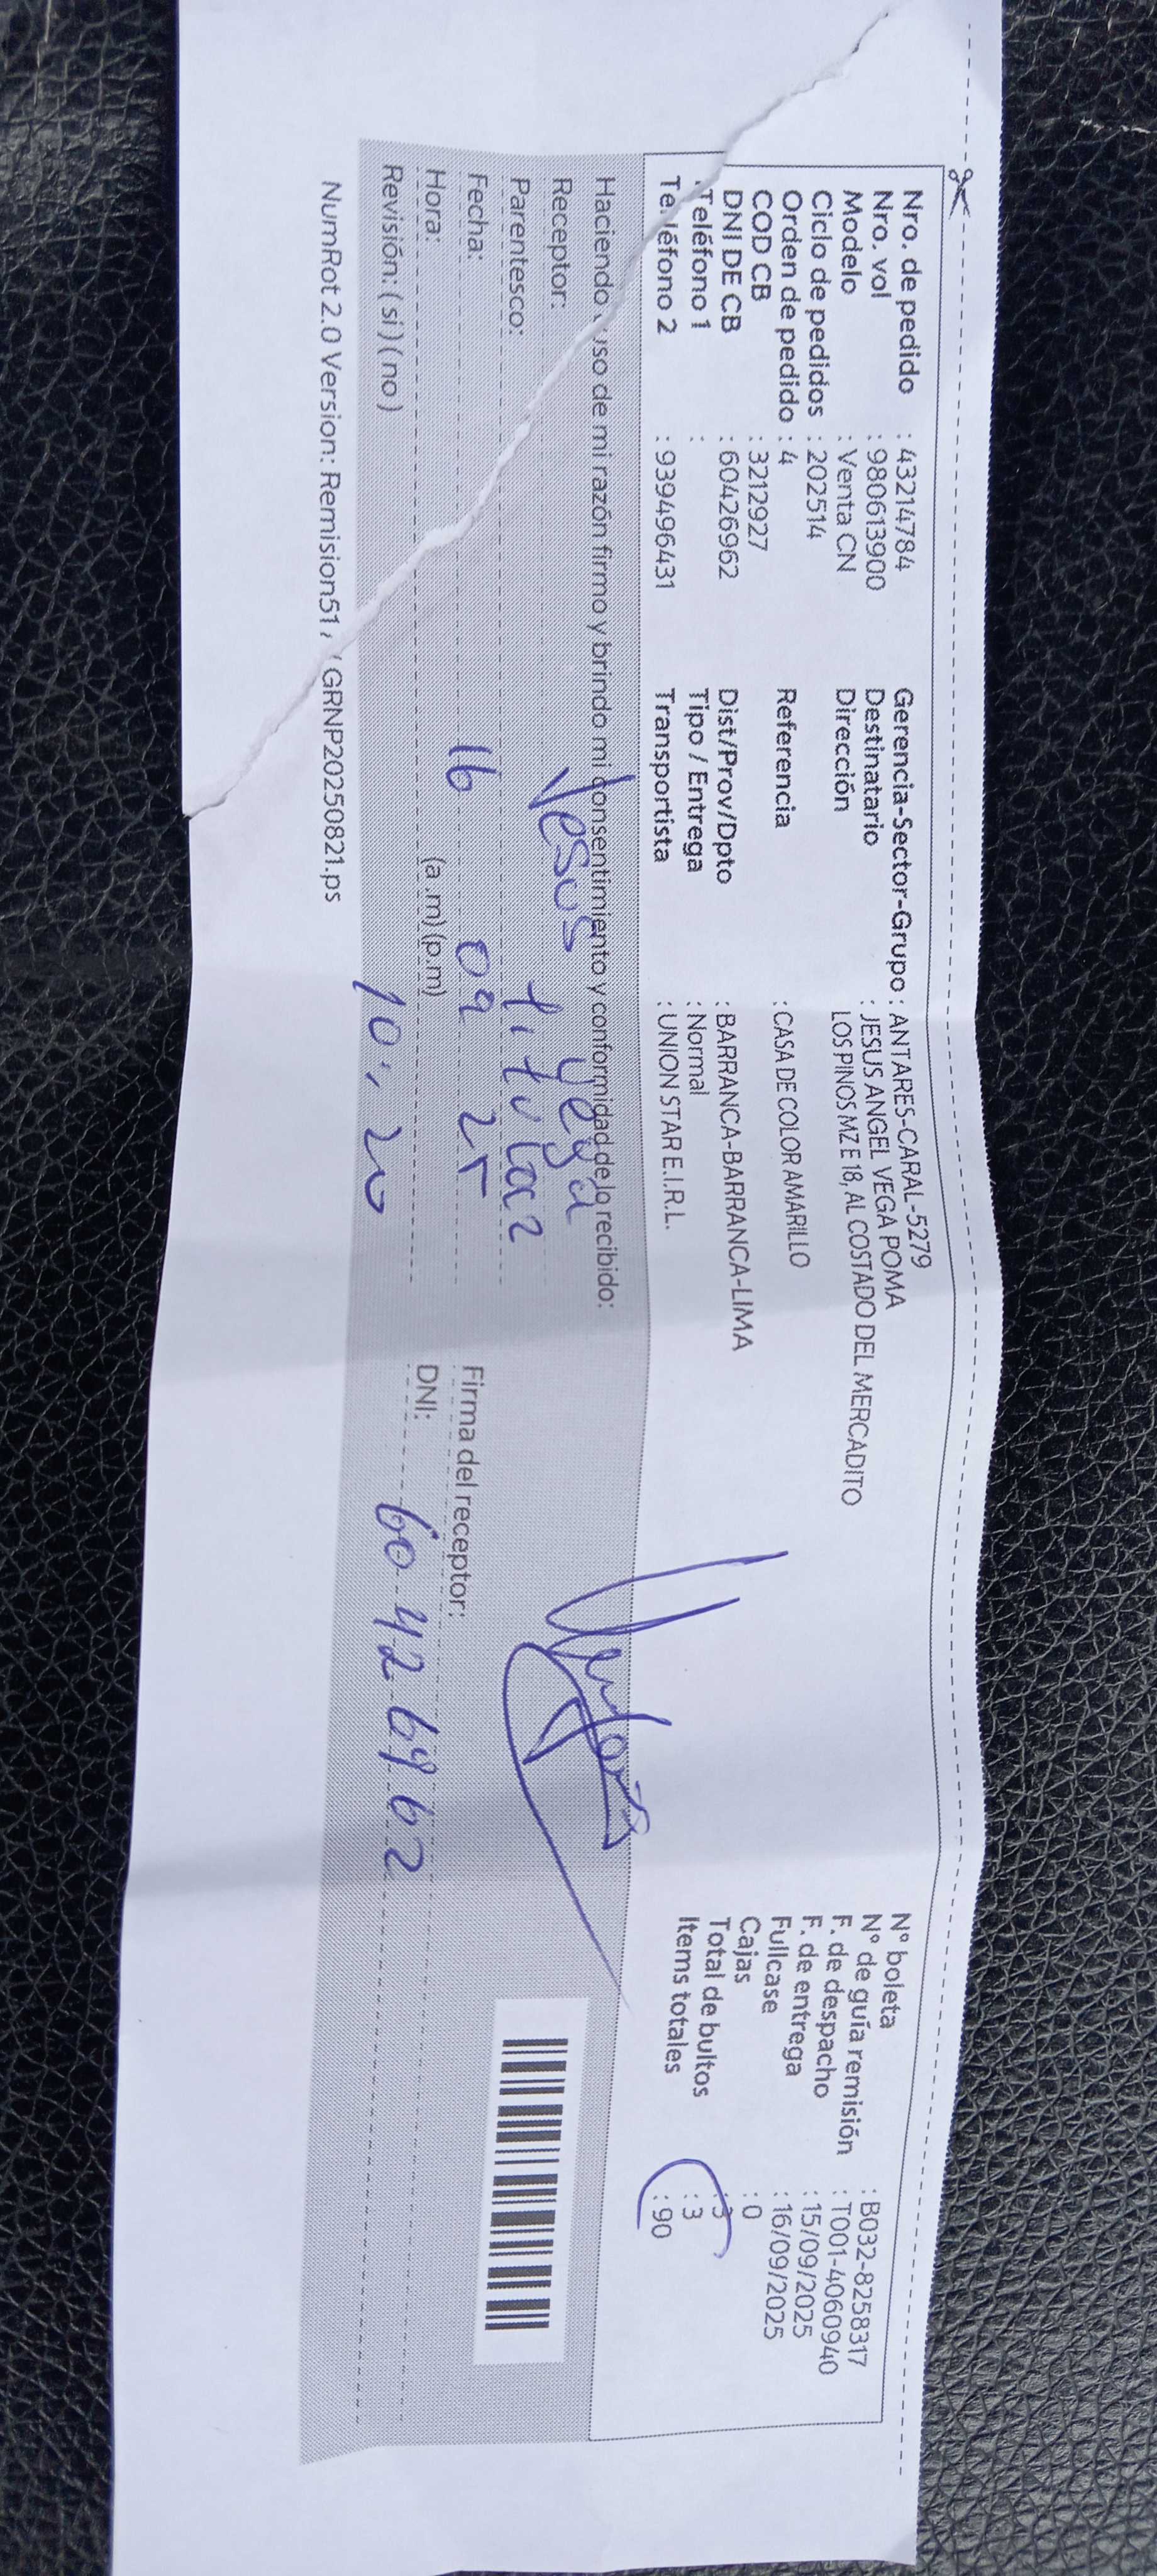 Nro. de pedido : 43214784
Nro. vol : 980613900
Modelo : Venta CN
Ciclo de pedidos : 202514
Orden de pedido : 4
COD CB : 3212927
DNI DE CB : 60426962
Teléfono 1 :
Teléfono 2 : 939496431
Gerencia-Sector-Grupo : ANTARES-CARAL-5279
Destinatario : JESUS ANGEL VEGA POMA
Dirección LOS PINOS MZ E 18, AL COSTADO DEL MERCADITO
Referencia : CASA DE COLOR AMARILLO
Dist/Prov/Dpto : BARRANCA-BARRANCA-LIMA
Tipo / Entrega : Normal
Transportista : UNION STAR E.I.R.L.
N° boleta : B032-8258317
N° de guía remisión : T001-4060940
F. de despacho : 15/09/2025
F. de entrega : 16/09/2025
Fullcase : 0
Cajas : 3
Total de bultos : 3
Items totales : 90
Haciendo uso de mi razón firmo y brindo mi consentimiento y conformidad de lo recibido:
Receptor: Jesus Vega
Parentesco: titular
Fecha: 16 09 25
Hora: (a.m) (p.m) 10:20
Revisión: (si) (no)
Firma del receptor:
DNI: 60426962
NumRot 2.0 Version: Remision51 / GRNP20250821.ps